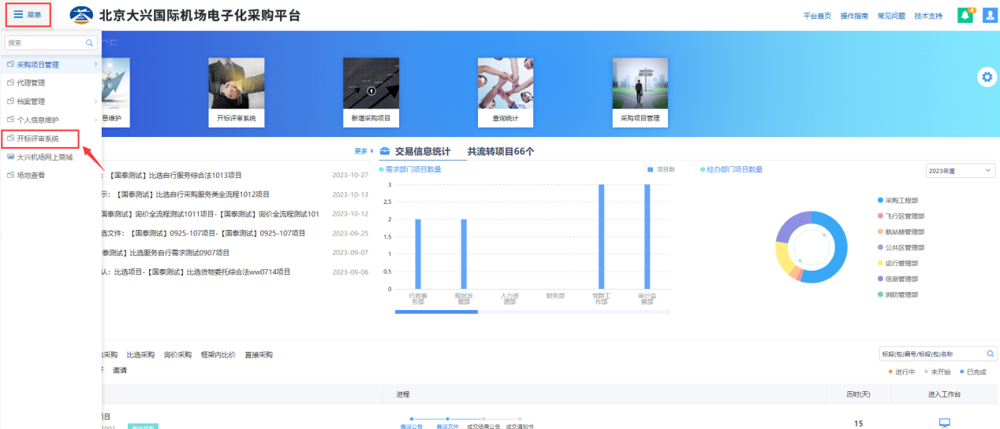 菜单
北京大兴国际机场电子化采购平台
平台首页 操作指南 常见问题 技术支持
4
搜索
采购项目管理
代理管理
档案管理
个人信息维护
开标评审系统
大兴机场网上商城
场地查看
息维护
开标评审系统
新增采购项目
查询统计
采购项目管理
更多
交易信息统计 共流转项目66个
:【国泰测试】比选自行服务综合法1013项目 2023-10-27
示:【国泰测试】比选自行采购服务类全流程1012项目 2023-10-13
国泰测试】询价全流程测试1011项目-【国泰测试】询价全流程测试101 2023-10-12
选文件:【国泰测试】0925-107项目-【国泰测试】0925-107项目 2023-09-25
泰测试】比选服务自行需求测试0907项目 2023-09-07
认: 比选项目-【国泰测试】比选货物委托综合法ww0714项目 2023-09-06
需求部门项目数量
项目数
3
2.5
2
1.5
1
0.5
0
行政事务部
规划发展部
人力资源部
财务部
党群工作部
审计监察部
经办部门项目数量
2023年度
采购工程部
飞行区管理部
航站楼管理部
公共区管理部
运行管理部
信息管理部
消防管理部
采购 比选采购 询价采购 框架内比价 直接采购
邀请
标段(包)编号/标段(包)名称
进行中 未开始 已完成
进程 历时(天) 进入工作台
项目
竞谈公告 竞谈文件 成交结果公告 成交通知书
15